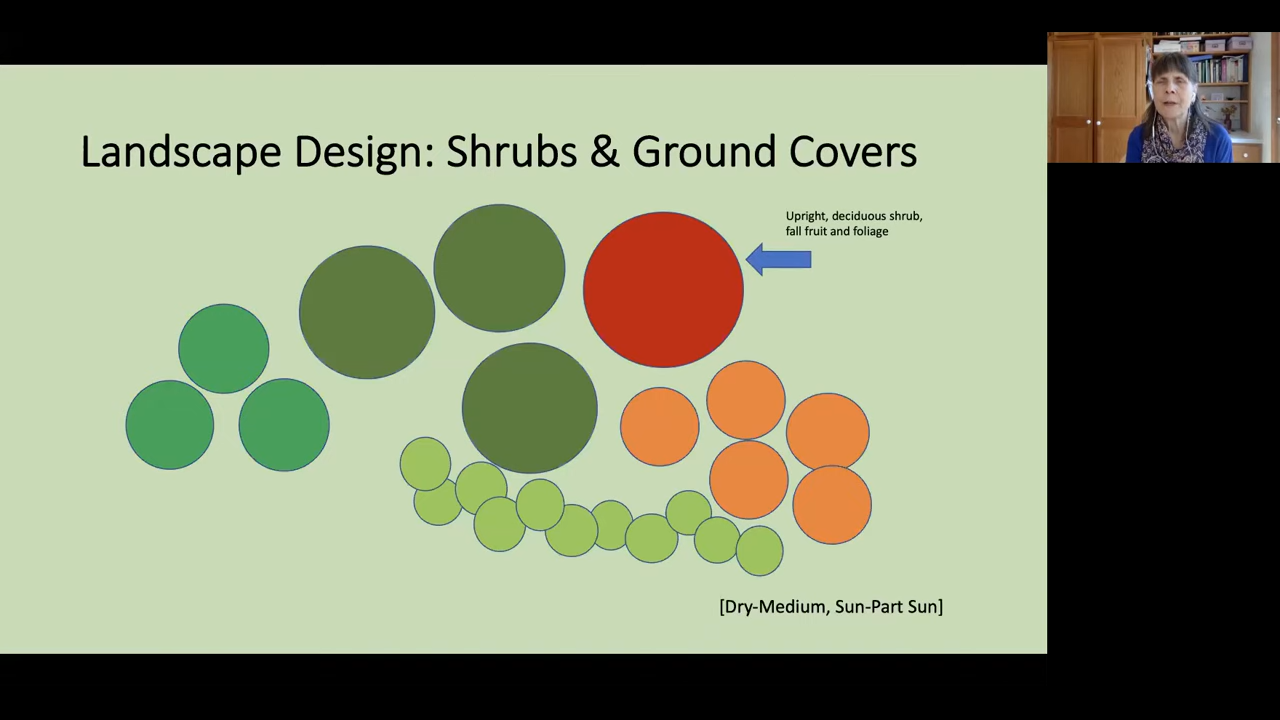 Landscape Design: Shrubs & Ground Covers
Upright, deciduous shrub,
fall fruit and foliage
[Dry-Medium, Sun-Part Sun]